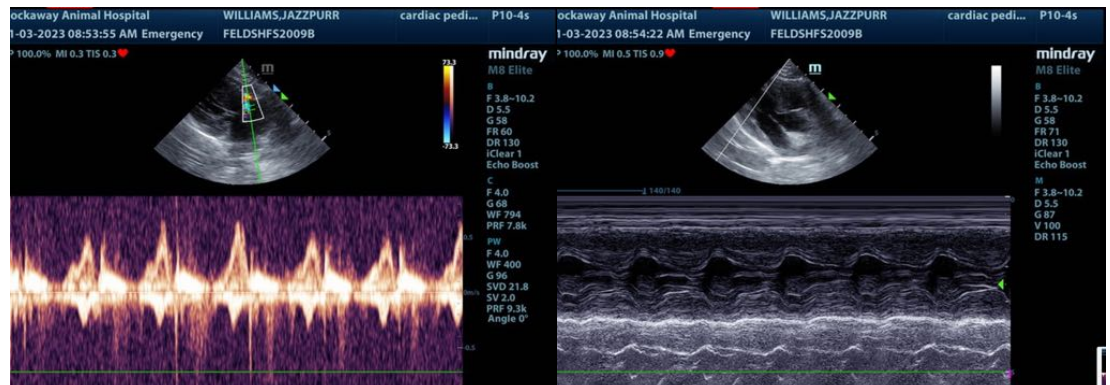 ockaway Animal Hospital WILLIAMS,JAZZPURR cardiac pedi... P10-4s
1-03-2023 08:53:55 AM Emergency FELDSHFS2009B
P 100.0% MI 0.3 TIS 0.3
mindray
M8 Elite
m
73.3
-73.3
B
F 3.8~10.2
D 5.5
G 58
FR 60
DR 130
iClear 1
Echo Boost
C
F 4.0
G 68
WF 794
PRF 7.8k
PW
F 4.0
WF 400
G 96
SVD 21.8
SV 2.0
PRF 9.3k
Angle 0°
0.5
0m/s
-0.5
ockaway Animal Hospital WILLIAMS,JAZZPURR cardiac pedi... P10-4s
1-03-2023 08:54:22 AM Emergency FELDSHFS2009B
P 100.0% MI 0.5 TIS 0.9
mindray
M8 Elite
m
B
F 3.8~10.2
D 5.5
G 58
FR 71
DR 130
iClear 1
Echo Boost
M
F 3.8~10.2
D 5.5
G 87
V 100
DR 115
140/140